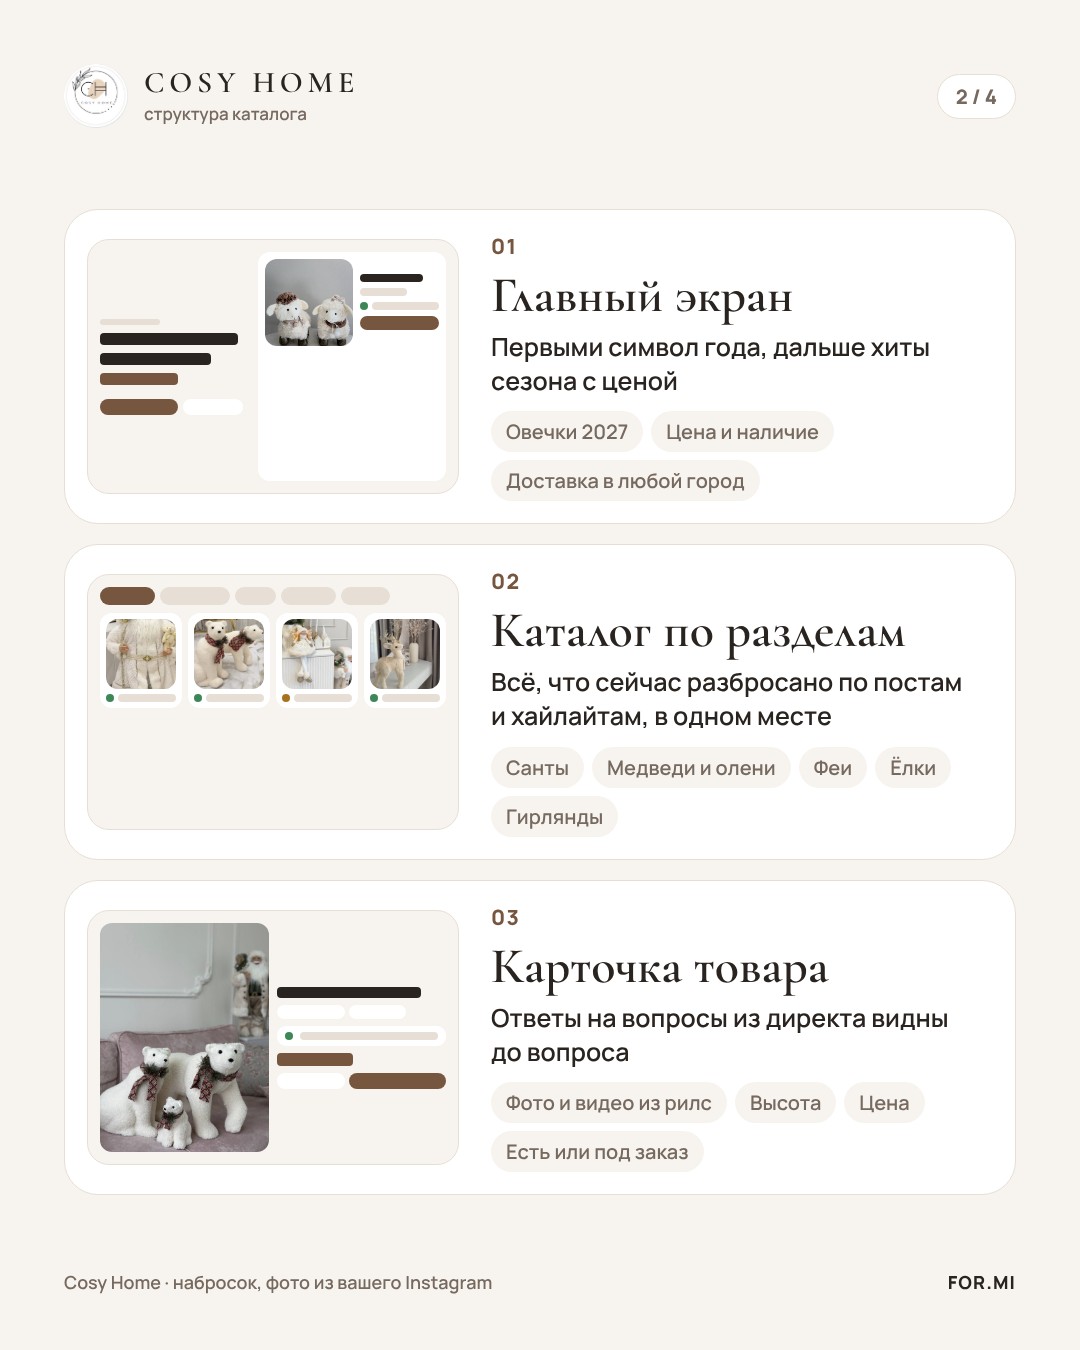 COSY HOME
структура каталога
2 / 4
01
Главный экран
Первыми символ года, дальше хиты
сезона с ценой
Овечки 2027
Цена и наличие
Доставка в любой город
02
Каталог по разделам
Всё, что сейчас разбросано по постам
и хайлайтам, в одном месте
Санты
Медведи и олени
Феи
Ёлки
Гирлянды
03
Карточка товара
Ответы на вопросы из директа видны
до вопроса
Фото и видео из рилс
Высота
Цена
Есть или под заказ
Cosy Home · набросок, фото из вашего Instagram
FOR.MI